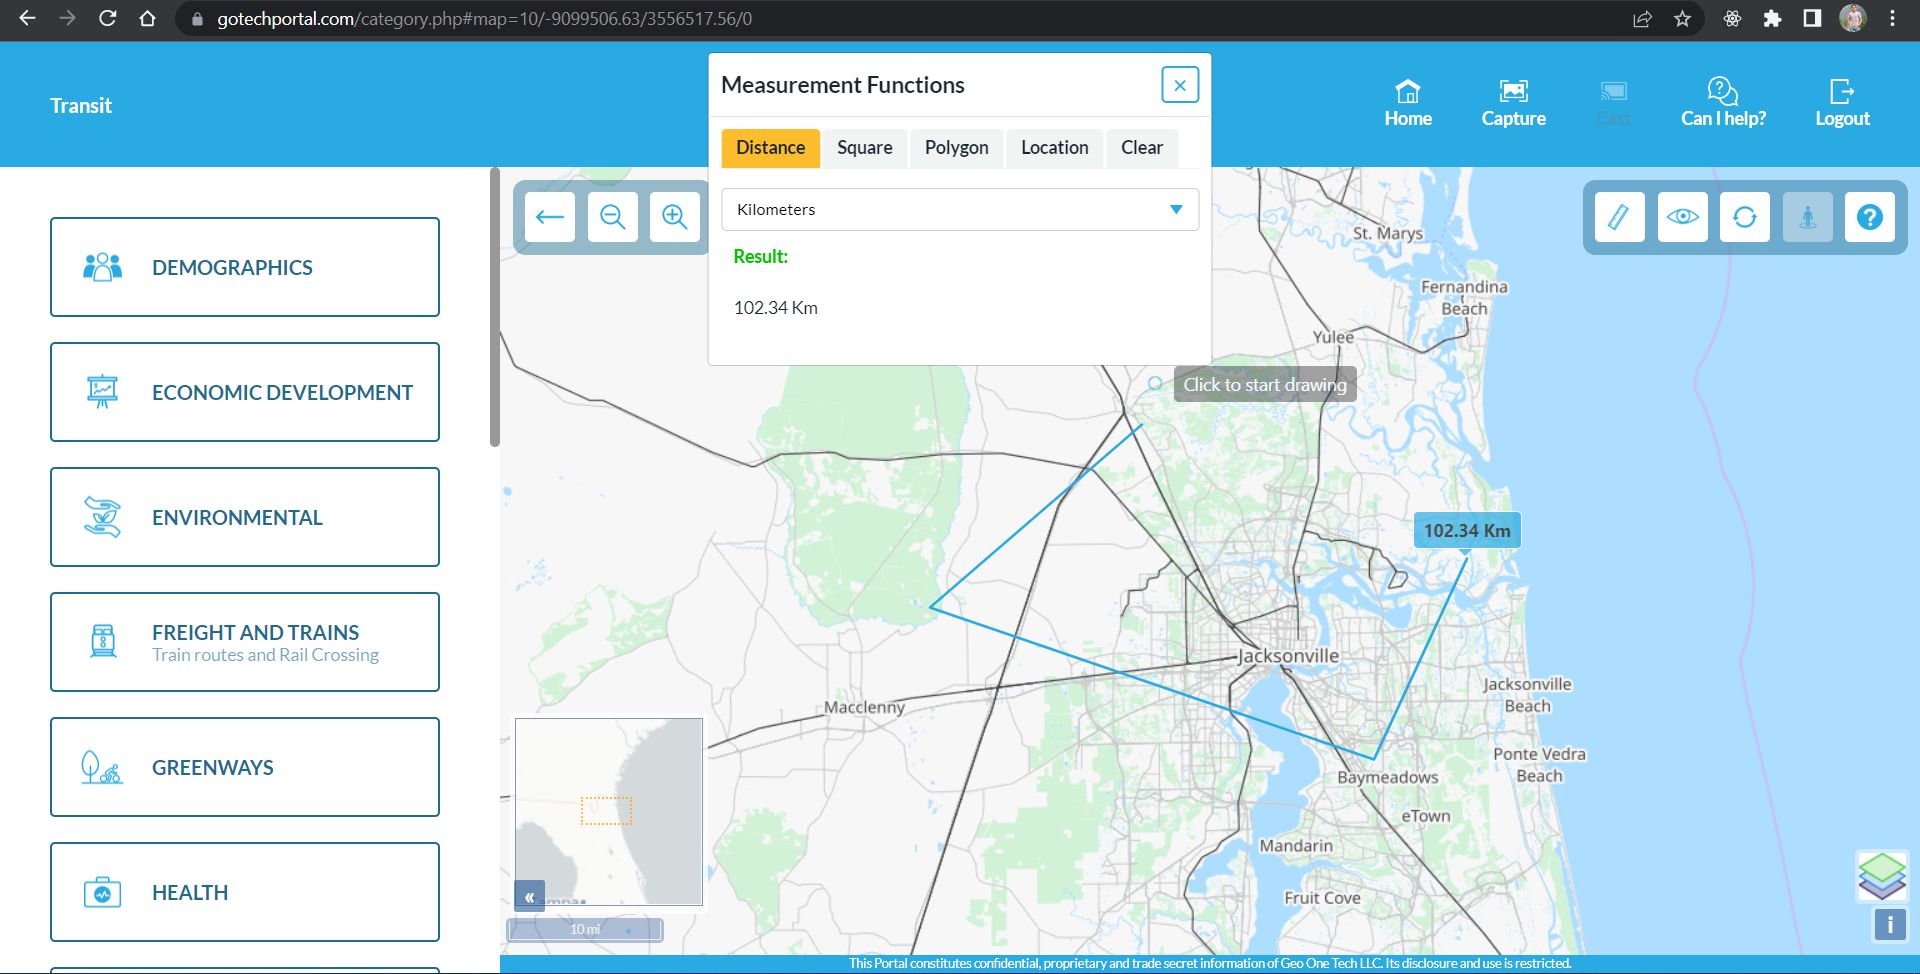 gotechportal.com/category.php#map=10/-9099506.63/3556517.56/0
Transit
Measurement Functions
Home
Capture
Cast
Can I help?
Logout
Distance
Square
Polygon
Location
Clear
Kilometers
Result:
102.34 Km
DEMOGRAPHICS
ECONOMIC DEVELOPMENT
ENVIRONMENTAL
FREIGHT AND TRAINS
Train routes and Rail Crossing
GREENWAYS
HEALTH
St. Marys
Fernandina
Beach
Yulee
Click to start drawing
102.34 Km
Jacksonville
Macclenny
Jacksonville
Beach
Ponte Vedra
Beach
Baymeadows
eTown
Mandarin
Fruit Cove
«
10 mi
i
This Portal constitutes confidential, proprietary and trade secret information of Geo One Tech LLC. Its disclosure and use is restricted.